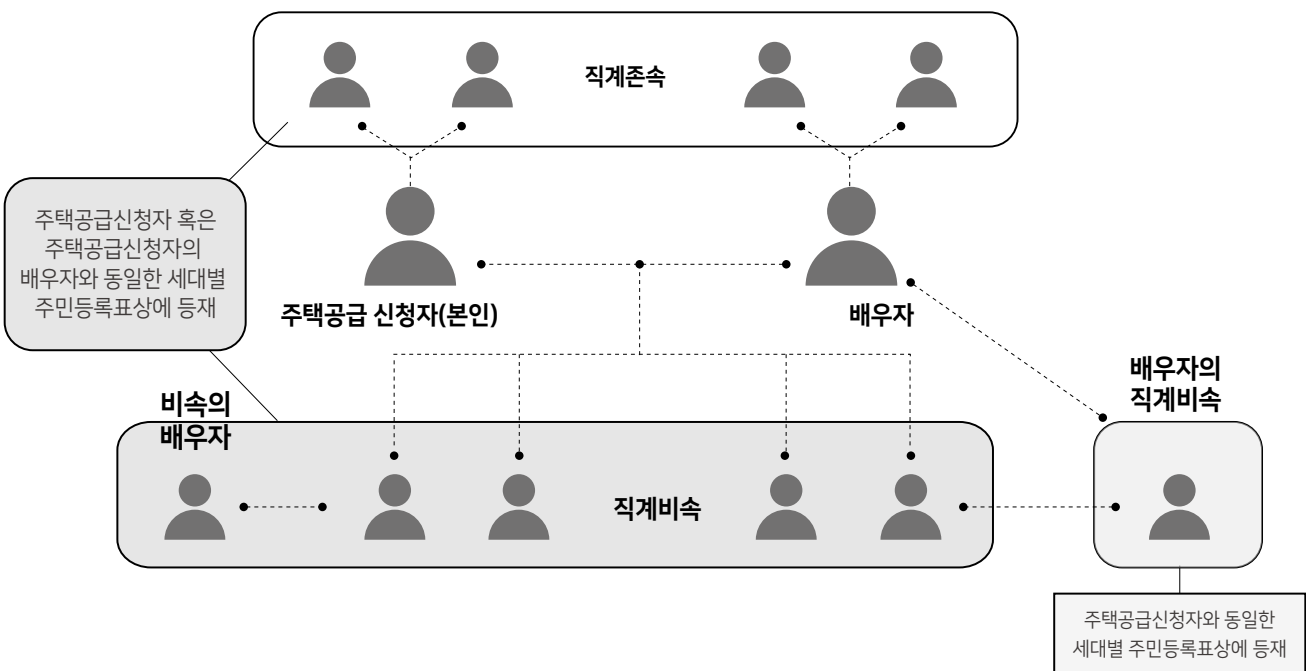 직계존속
주택공급신청자 혹은
주택공급신청자의
배우자와 동일한 세대별
주민등록표상에 등재
주택공급 신청자(본인)
배우자
비속의
배우자
직계비속
배우자의
직계비속
주택공급신청자와 동일한
세대별 주민등록표상에 등재